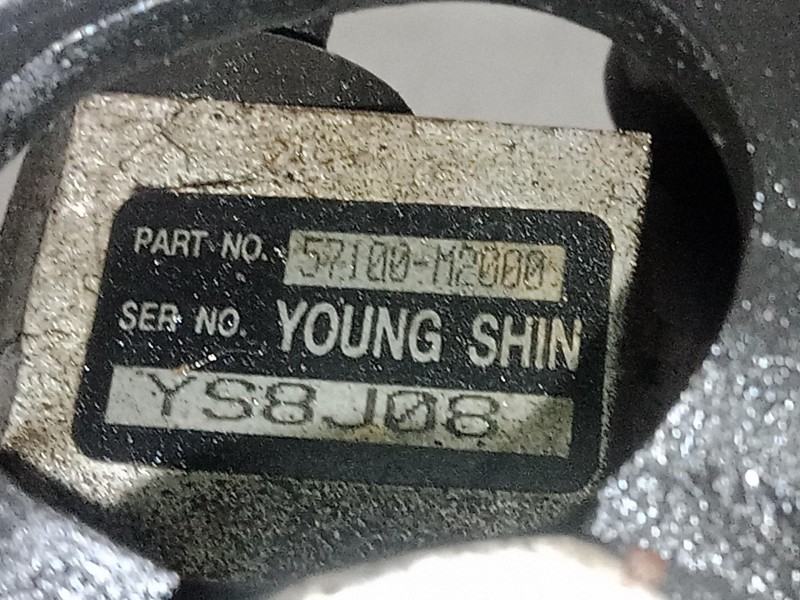 PART NO. 57100-M2000
SER NO. YOUNG SHIN
YS8J08